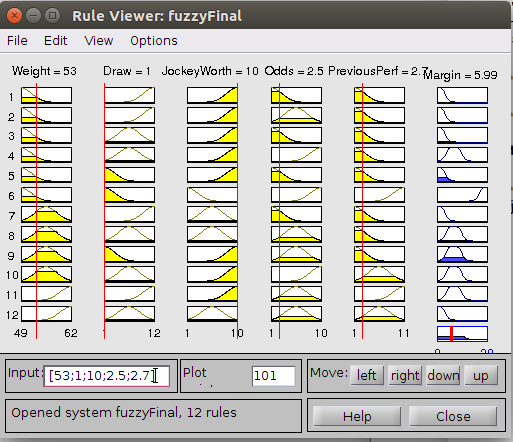 Rule Viewer: fuzzyFinal
File Edit View Options
Weight = 53 Draw = 1 JockeyWorth = 10 Odds = 2.5 PreviousPerf = 2.7 Margin = 5.99
1
2
3
4
5
6
7
8
9
10
11
12
49 62 1 12 1 10 1 10 1 11
Input: [53;1;10;2.5;2.7] Plot 101 Move: left right down up
Opened system fuzzyFinal, 12 rules
Help Close